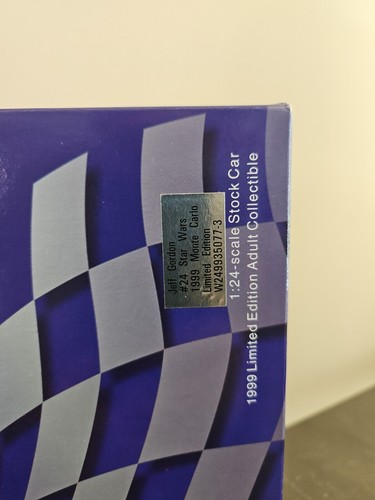 Jeff Gordon
#24 Star Wars
1999 Monte Carlo
Limited Edition
W249935077-3
1:24-scale Stock Car
1999 Limited Edition Adult Collectible